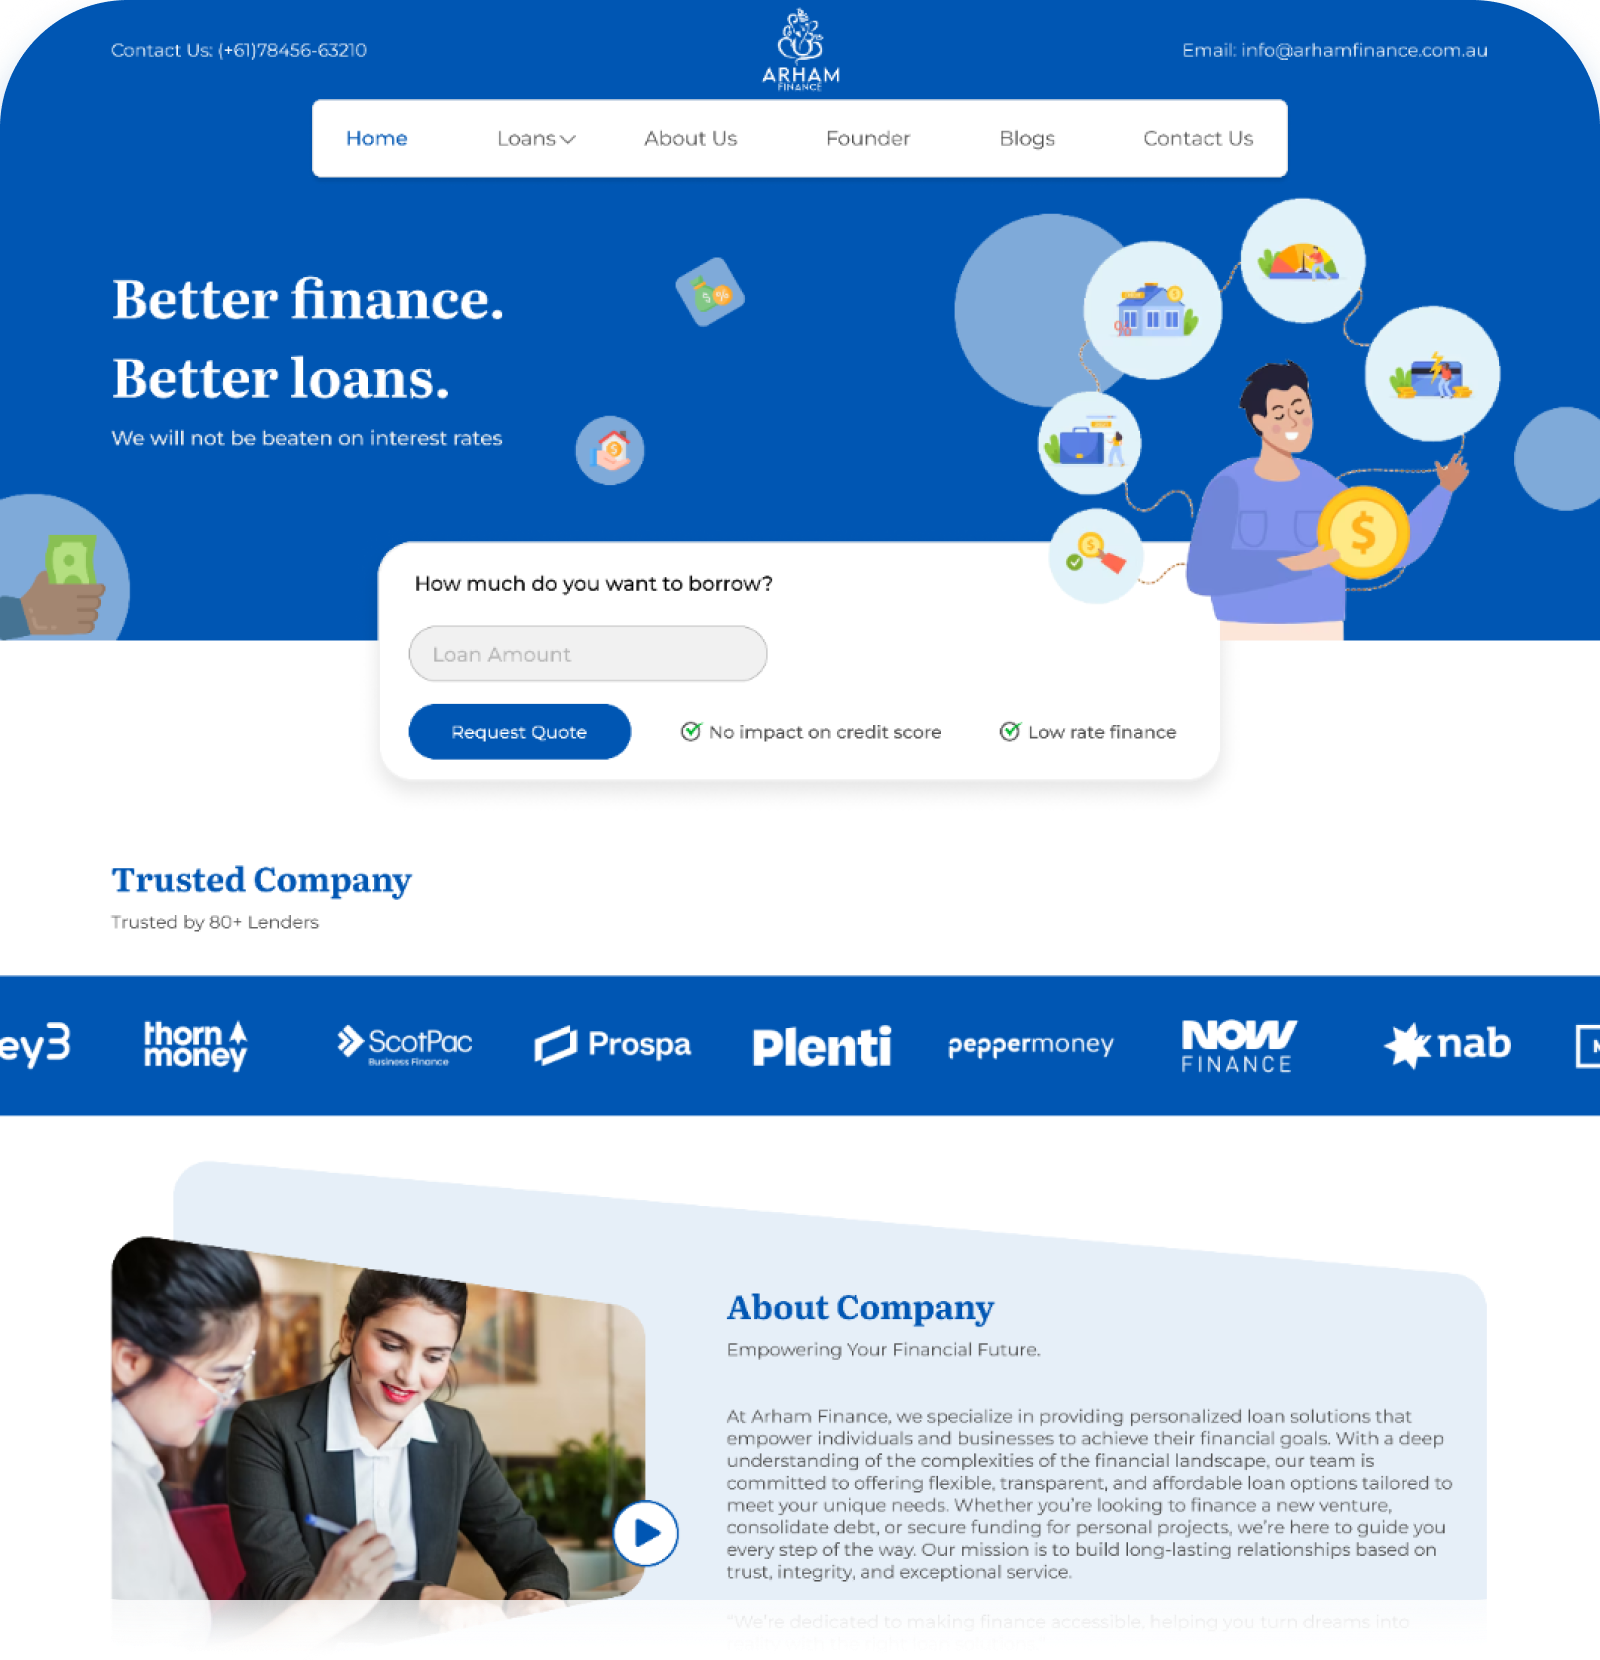 Contact Us: (+61)78456-63210
ARHAM
FINANCE
Email: info@arhamfinance.com.au
Home
Loans
About Us
Founder
Blogs
Contact Us
Better finance.
Better loans.
We will not be beaten on interest rates
How much do you want to borrow?
Loan Amount
Request Quote
No impact on credit score
Low rate finance
Trusted Company
Trusted by 80+ Lenders
ey3
thorn
money
ScotPac
Business Finance
Prospa
Plenti
peppermoney
NOW
FINANCE
nab
About Company
Empowering Your Financial Future.
At Arham Finance, we specialize in providing personalized loan solutions that
empower individuals and businesses to achieve their financial goals. With a deep
understanding of the complexities of the financial landscape, our team is
committed to offering flexible, transparent, and affordable loan options tailored to
meet your unique needs. Whether you're looking to finance a new venture,
consolidate debt, or secure funding for personal projects, we're here to guide you
every step of the way. Our mission is to build long-lasting relationships based on
trust, integrity, and exceptional service.
"We're dedicated to making finance accessible, helping you turn dreams into